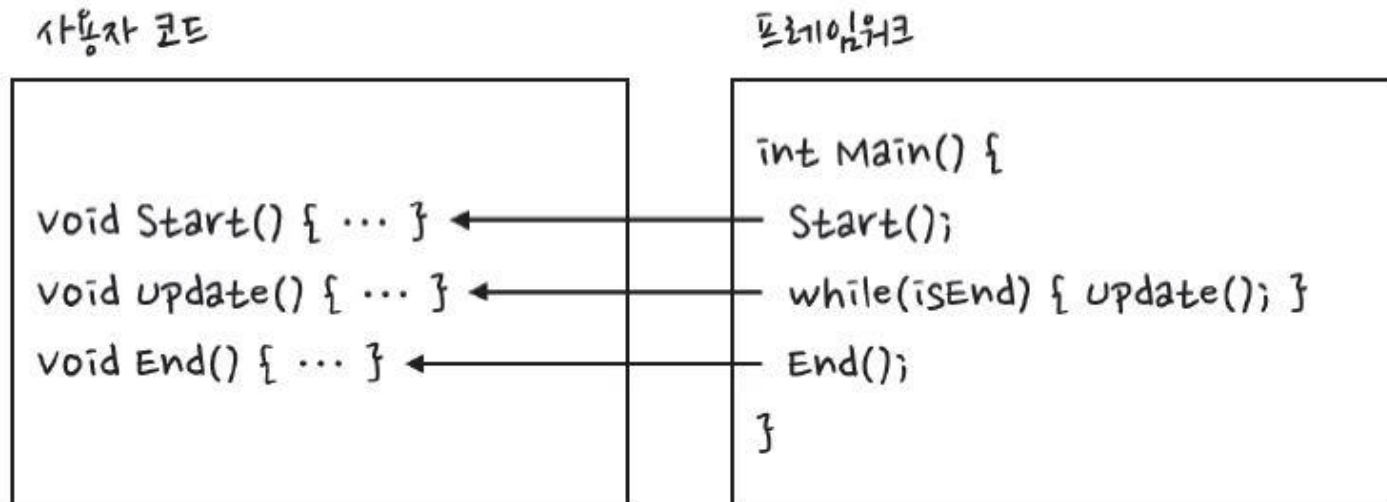 사용자 코드
void Start() { ... }
void update() { ... }
void End() { ... }
프레임워크
int Main() {
Start();
while(isEnd) { update(); }
End();
}